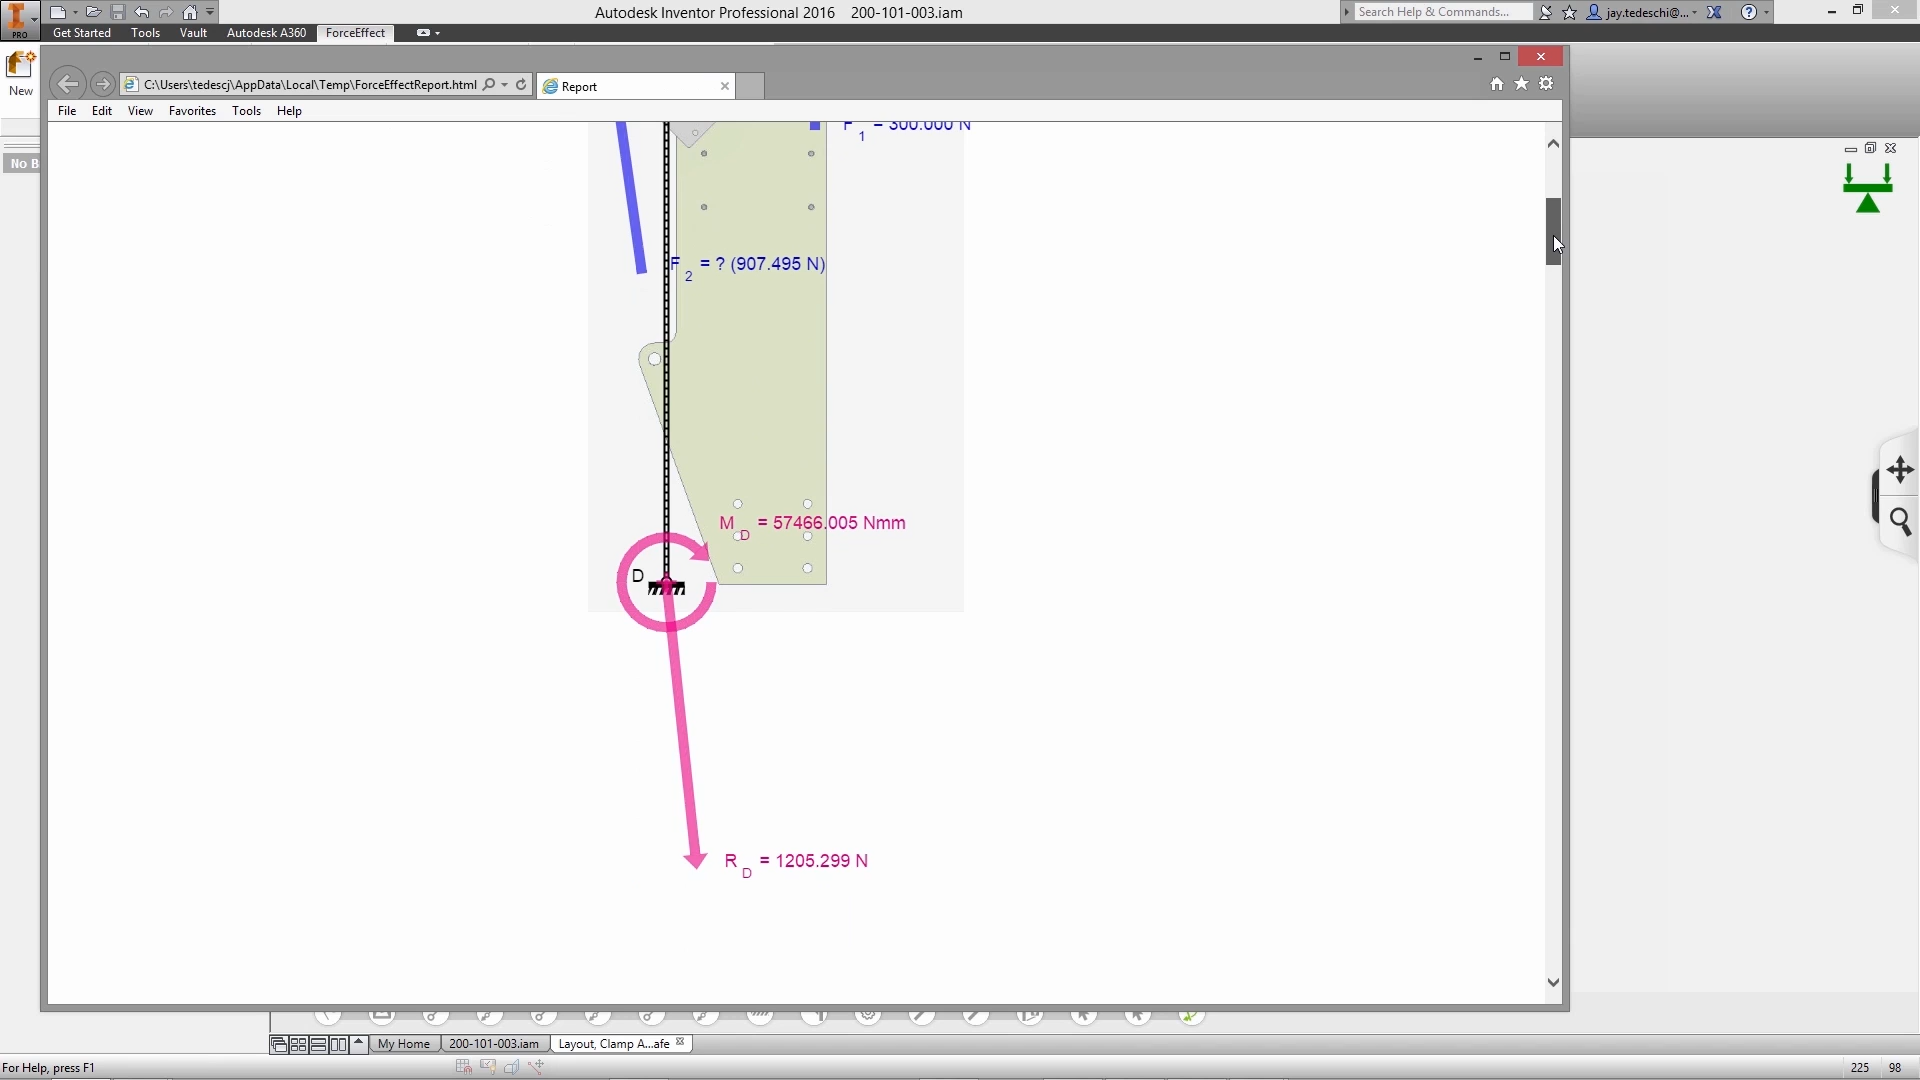 Autodesk Inventor Professional 2016 200-101-003.iam
Search Help & Commands...
jay.tedeschi@...
PRO
Get Started Tools Vault Autodesk A360 ForceEffect
New
C:\Users\tedescj\AppData\Local\Temp\ForceEffectReport.html
Report
File Edit View Favorites Tools Help
No B
F1 = 300.000 N
F2 = ? (907.495 N)
MD = 57466.005 Nmm
D
RD = 1205.299 N
My Home 200-101-003.iam Layout, Clamp A...afe
For Help, press F1
225 98